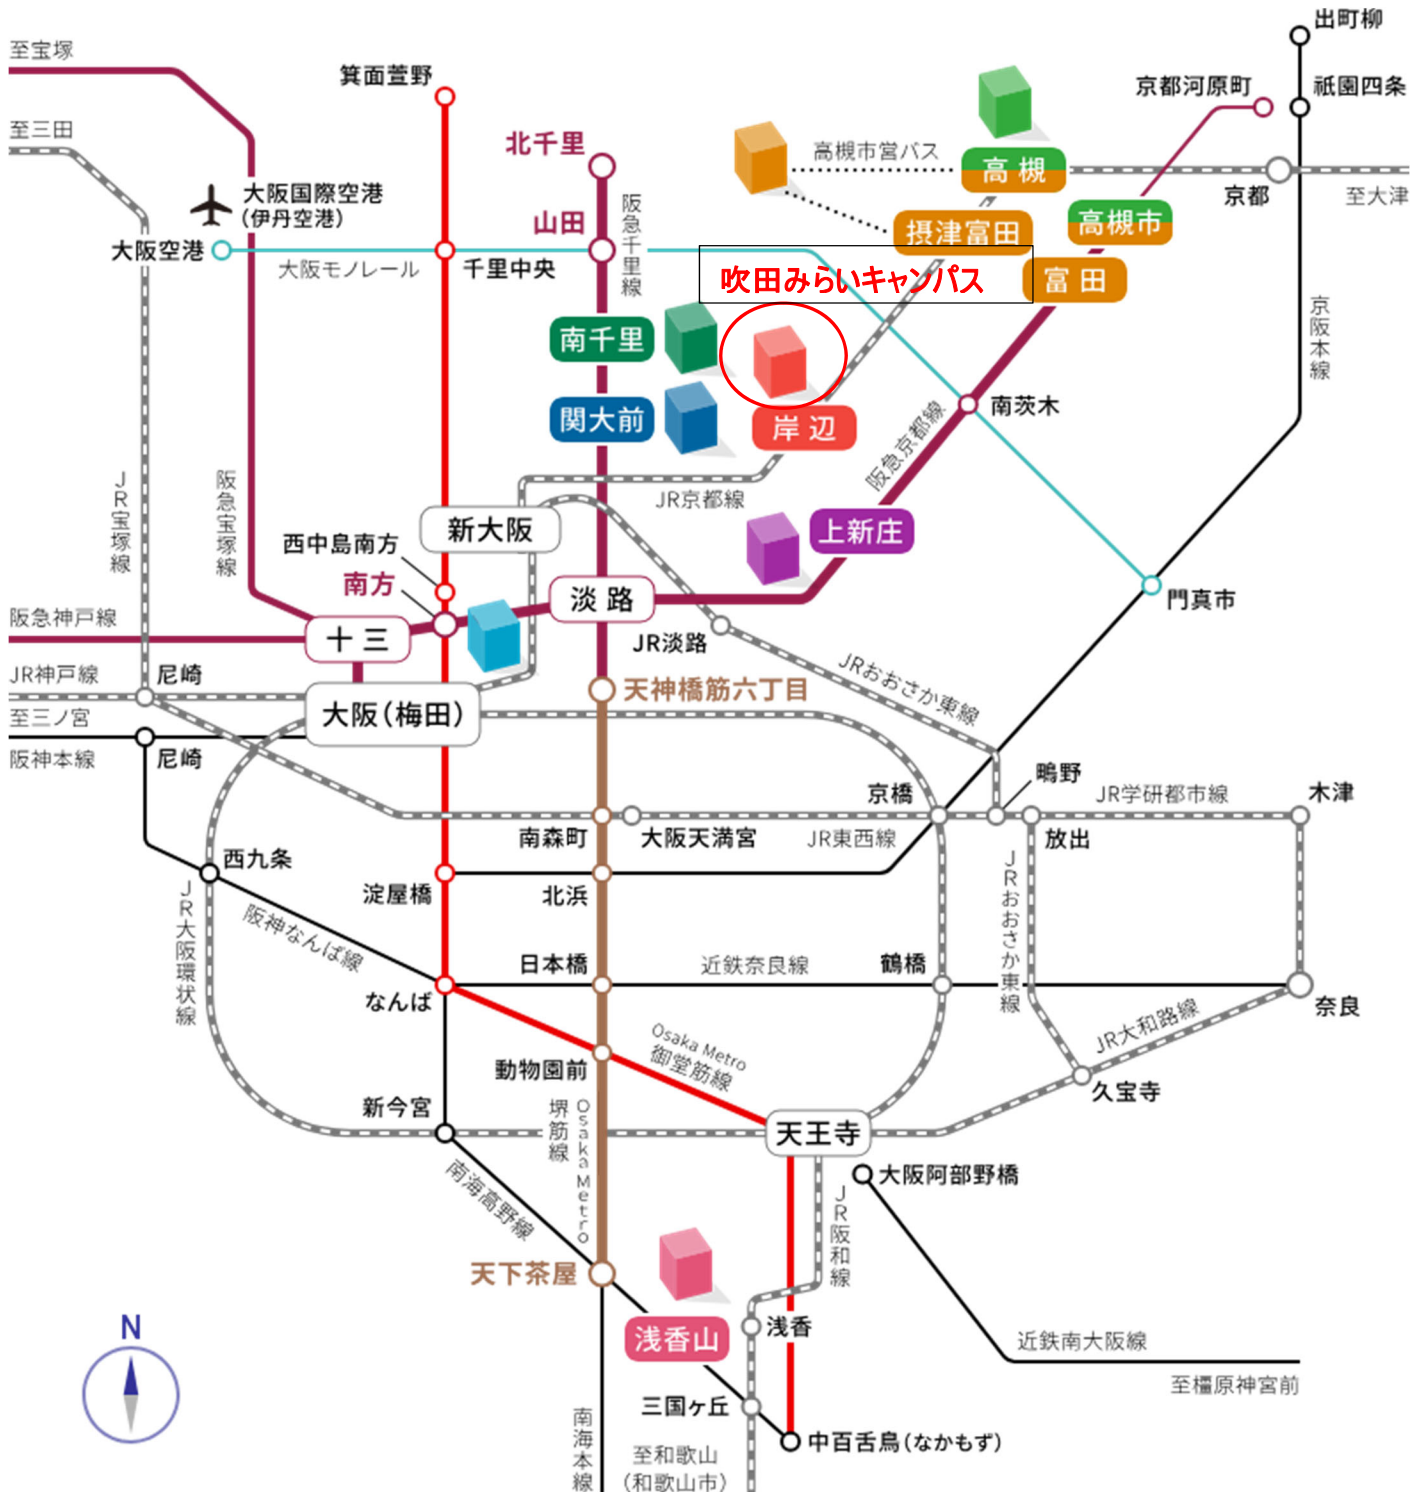 出町柳
至宝塚
箕面萱野
京都河原町
祇園四条
至三田
北千里
高槻市営バス
高槻
大阪国際空港
(伊丹空港)
阪急千里線
京都
至大津
山田
摂津富田
高槻市
大阪空港
大阪モノレール
千里中央
吹田みらいキャンパス
富田
京阪本線
南千里
関大前
岸辺
南茨木
阪急京都線
JR宝塚線
阪急宝塚線
JR京都線
新大阪
上新庄
西中島南方
南方
淡路
門真市
阪急神戸線
十三
JR淡路
JR神戸線
尼崎
JRおおさか東線
天神橋筋六丁目
至三ノ宮
大阪(梅田)
阪神本線
尼崎
鴫野
京橋
JR学研都市線
木津
南森町
大阪天満宮
JR東西線
放出
西九条
淀屋橋
北浜
JR大阪環状線
阪神なんば線
JRおおさか東線
日本橋
近鉄奈良線
鶴橋
なんば
奈良
Osaka Metro
御堂筋線
JR大和路線
動物園前
久宝寺
新今宮
堺筋線
Osaka Metro
天王寺
南海高野線
大阪阿部野橋
JR阪和線
天下茶屋
N
浅香山
浅香
近鉄南大阪線
至橿原神宮前
三国ヶ丘
南海本線
中百舌鳥(なかもず)
至和歌山
(和歌山市)